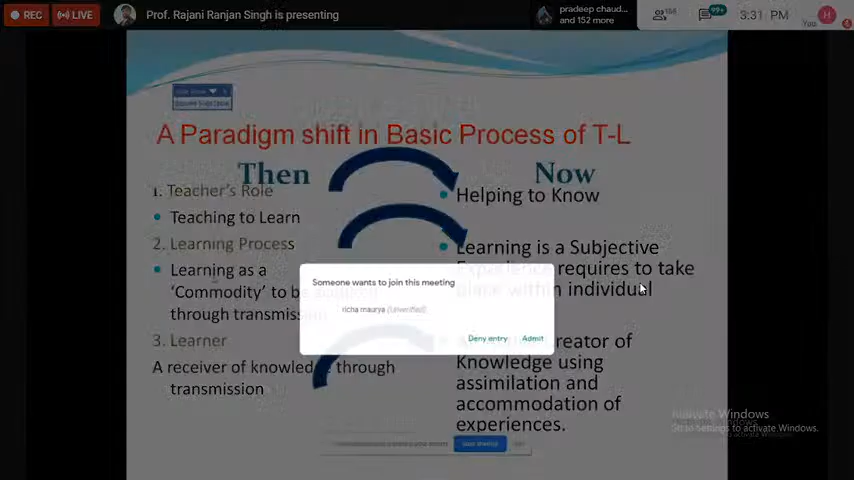 REC
LIVE
Prof. Rajani Ranjan Singh is presenting
pradeep chaud...
and 152 more
99+
3:31 PM
H
You
A Paradigm shift in Basic Process of T-L
Then
Now
1. Teacher's Role
Teaching to Learn
2. Learning Process
Learning as a
'Commodity' to be
through transmiss
3. Learner
A receiver of knowledge through
transmission
Helping to Know
Learning is a Subjective
Experience requires to take
place within individual
Creator of
Knowledge using
assimilation and
accommodation of
experiences.
Someone wants to join this meeting
richa maurya (Unverified)
Deny entry
Admit
Activate Windows
Go to Settings to activate Windows.